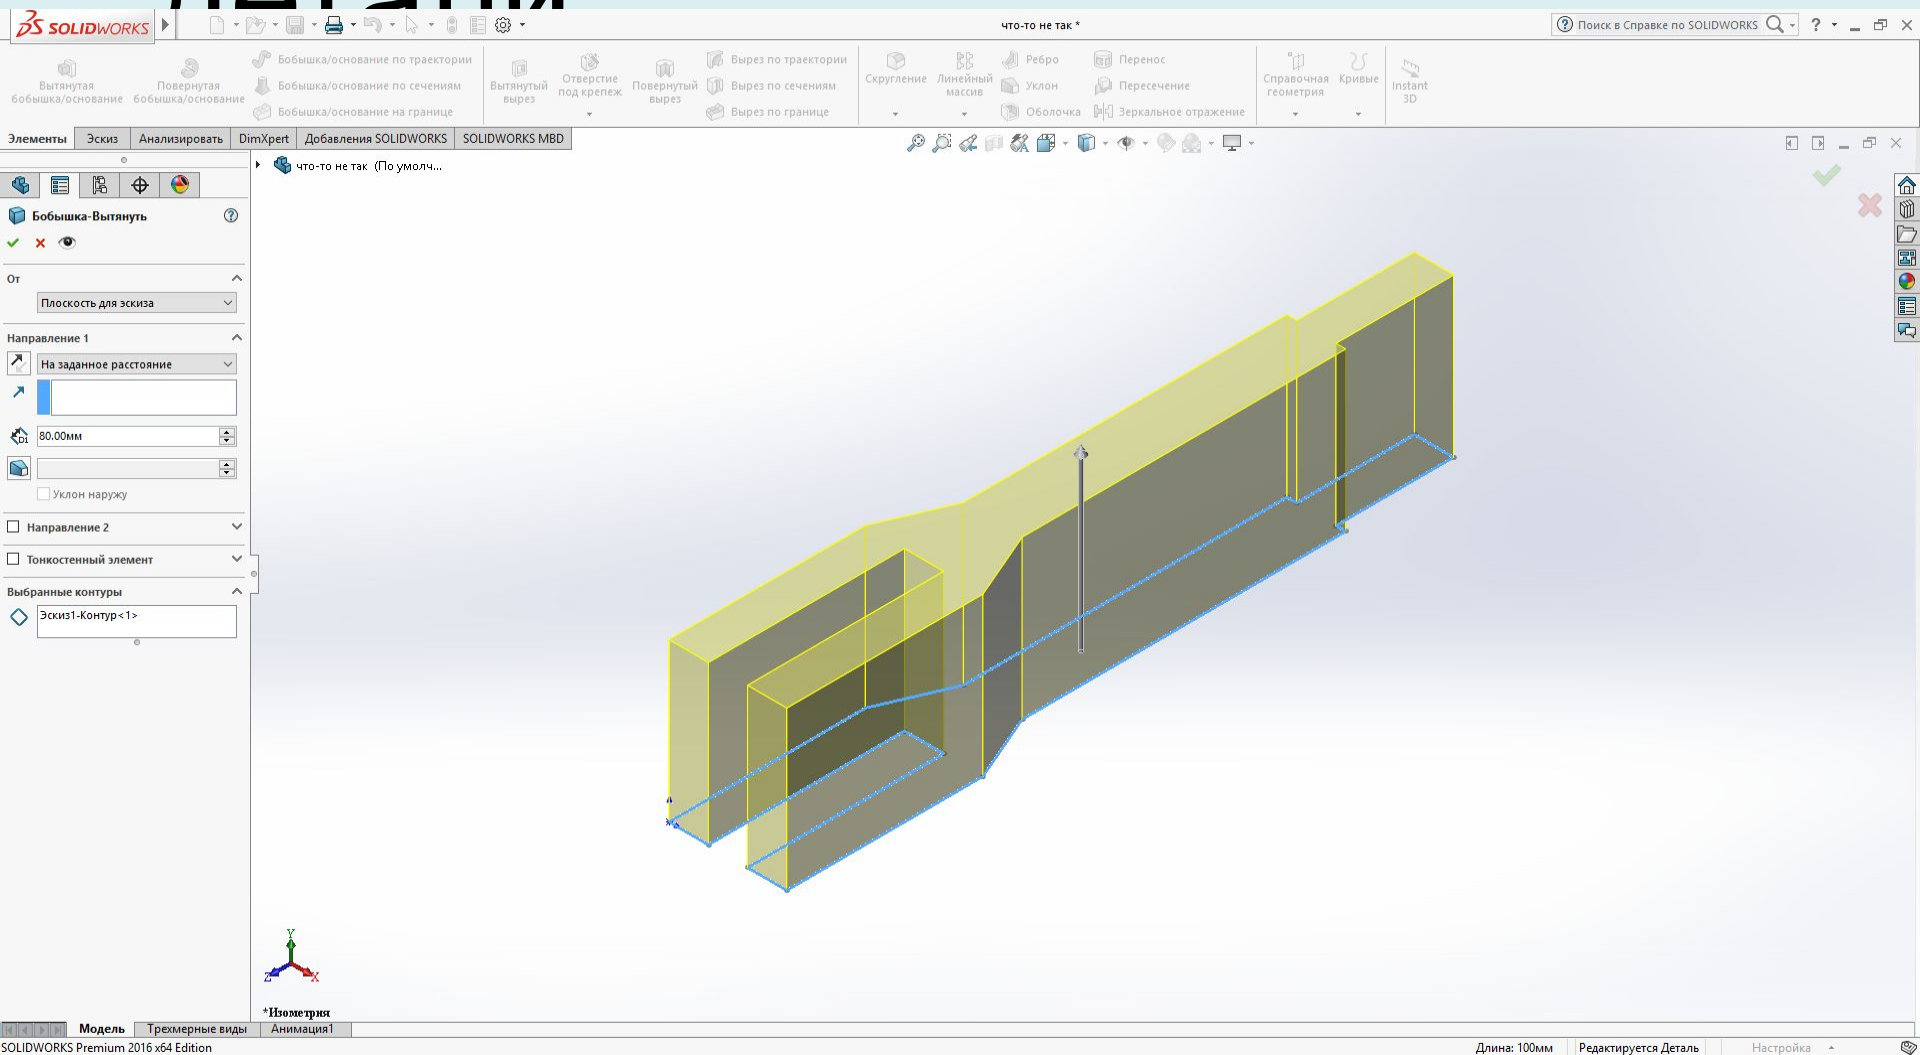 Детали
SOLIDWORKS
что-то не так *
Поиск в Справке по SOLIDWORKS
?
Вытянутая
бобышка/основание
Повернутая
бобышка/основание
Бобышка/основание по траектории
Бобышка/основание по сечениям
Бобышка/основание на границе
Вытянутый
вырез
Отверстие
под крепеж
Повернутый
вырез
Вырез по траектории
Вырез по сечениям
Вырез по границе
Скругление
Линейный
массив
Ребро
Уклон
Оболочка
Перенос
Пересечение
Зеркальное отражение
Справочная
геометрия
Кривые
Instant
3D
Элементы
Эскиз
Анализировать
DimXpert
Добавления SOLIDWORKS
SOLIDWORKS MBD
что-то не так (По умолч...
Бобышка-Вытянуть
?
От
Плоскость для эскиза
Направление 1
На заданное расстояние
D1
80.00мм
Уклон наружу
Направление 2
Тонкостенный элемент
Выбранные контуры
Эскиз1-Контур<1>
Y
Z
X
*Изометрия
Модель
Трехмерные виды
Анимация1
SOLIDWORKS Premium 2016 x64 Edition
Длина: 100мм
Редактируется Деталь
Настройка